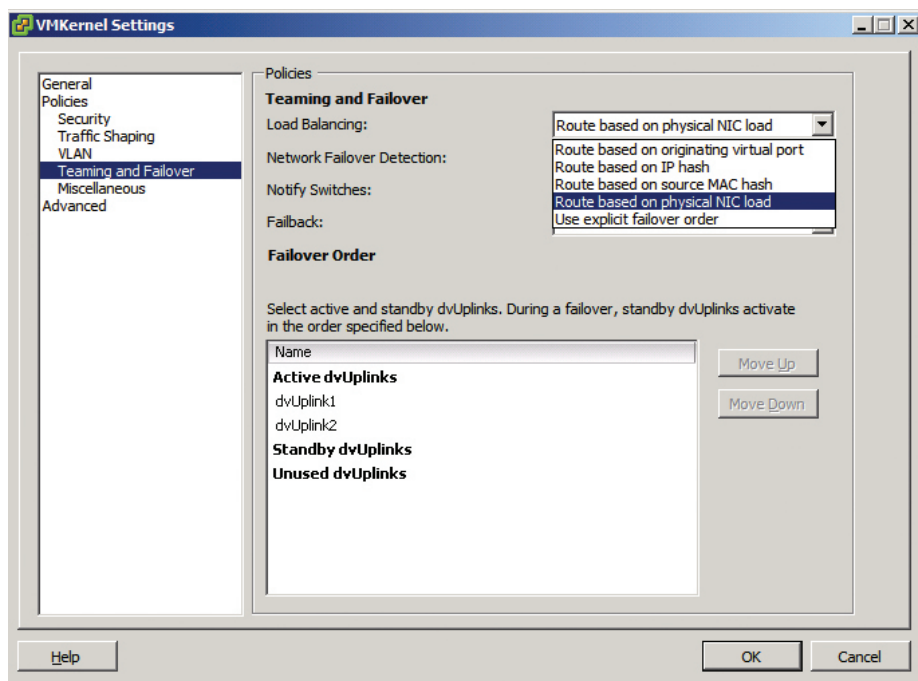 VMKernel Settings
General
Policies
Security
Traffic Shaping
VLAN
Teaming and Failover
Miscellaneous
Advanced
Policies
Teaming and Failover
Load Balancing:
Route based on physical NIC load
Route based on originating virtual port
Route based on IP hash
Route based on source MAC hash
Route based on physical NIC load
Use explicit failover order
Network Failover Detection:
Notify Switches:
Failback:
Failover Order
Select active and standby dvUplinks. During a failover, standby dvUplinks activate
in the order specified below.
Name
Active dvUplinks
dvUplink1
dvUplink2
Standby dvUplinks
Unused dvUplinks
Move Up
Move Down
Help
OK
Cancel